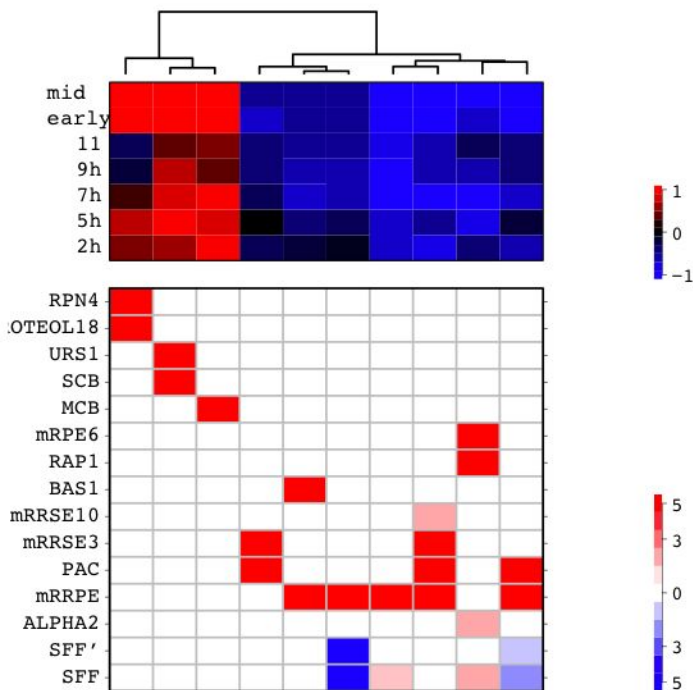 mid
early
11
9h
7h
5h
2h
1
0
−1
RPN4
OTEOL18
URS1
SCB
MCB
mRPE6
RAP1
BAS1
mRRSE10
mRRSE3
PAC
mRRPE
ALPHA2
SFF′
SFF
5
3
0
3
5